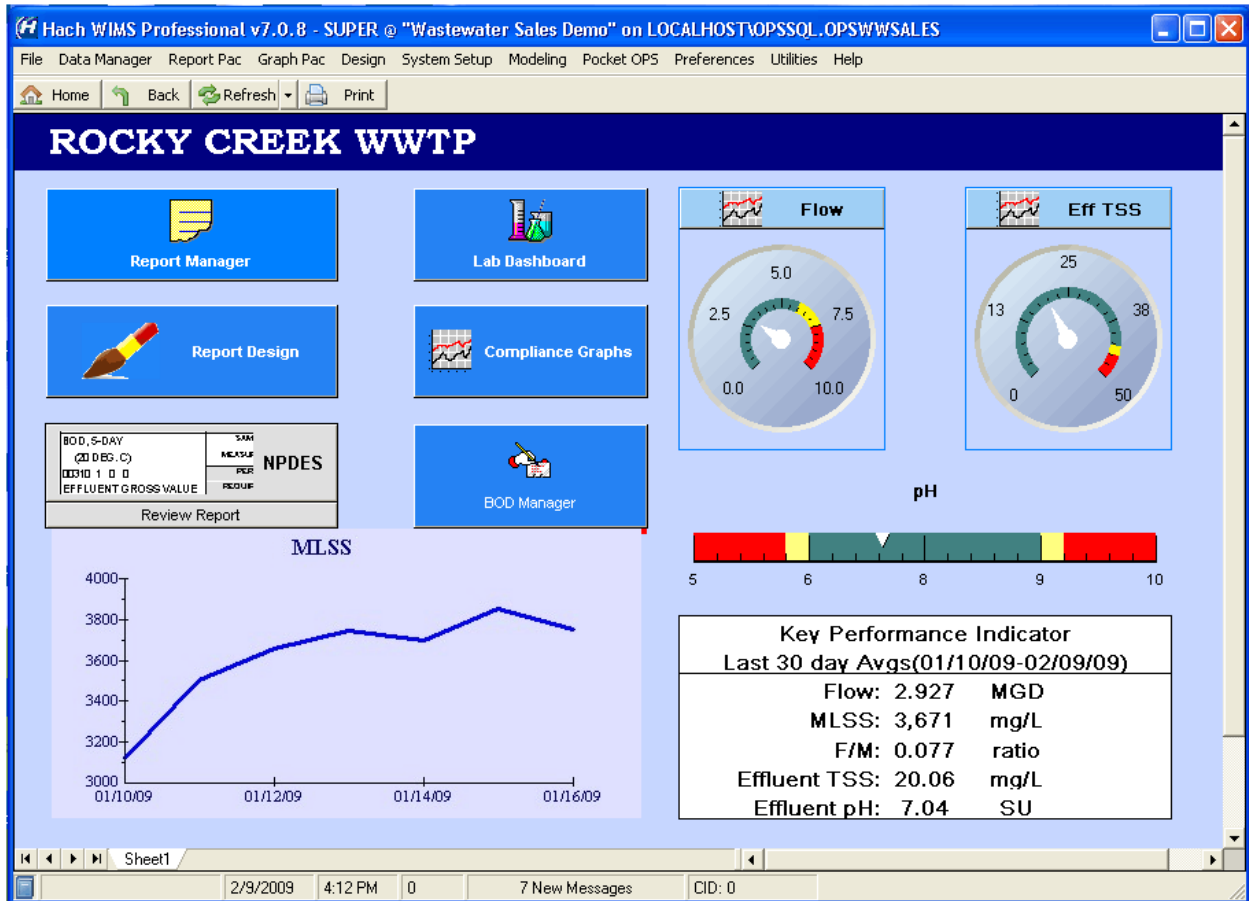 Hach WIMS Professional v7.0.8 - SUPER @ "Wastewater Sales Demo" on LOCALHOST\OPSSQL.OPSWWSALES
File Data Manager Report Pac Graph Pac Design System Setup Modeling Pocket OPS Preferences Utilities Help
Home Back Refresh Print
ROCKY CREEK WWTP
Report Manager
Lab Dashboard
Flow
Eff TSS
Report Design
Compliance Graphs
0.0 2.5 5.0 7.5 10.0
0 13 25 38 50
BOD, 5-DAY
(20 DEG. C)
00310 1 0 0
EFFLUENT GROSS VALUE
SAM
MEASUR
PER
REQUIR
NPDES
Review Report
BOD Manager
pH
5 6 8 9 10
MLSS
4000
3800
3600
3400
3200
3000
01/10/09 01/12/09 01/14/09 01/16/09
Key Performance Indicator
Last 30 day Avgs(01/10/09-02/09/09)
Flow: 2.927 MGD
MLSS: 3,671 mg/L
F/M: 0.077 ratio
Effluent TSS: 20.06 mg/L
Effluent pH: 7.04 SU
Sheet1
2/9/2009 4:12 PM 0 7 New Messages CID: 0